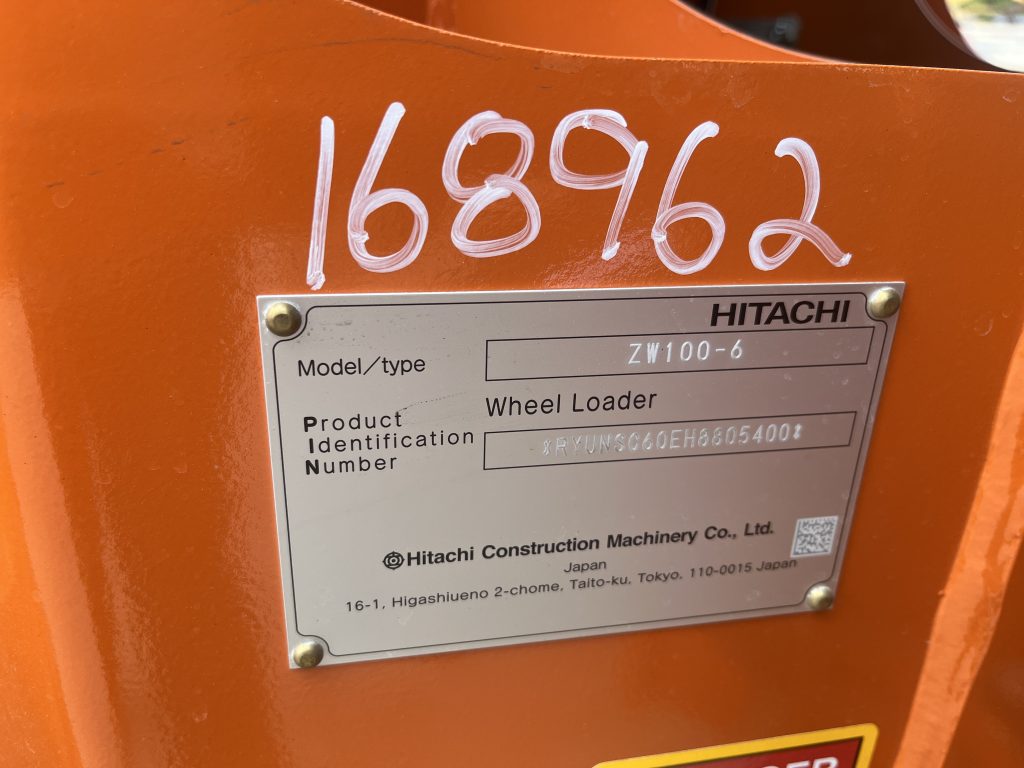 168962
HITACHI
Model/type ZW100-6
Wheel Loader
Product
Identification
Number
Hitachi Construction Machinery Co., Ltd.
Japan
16-1, Higashiueno 2-chome, Taito-ku, Tokyo, 110-0015 Japan